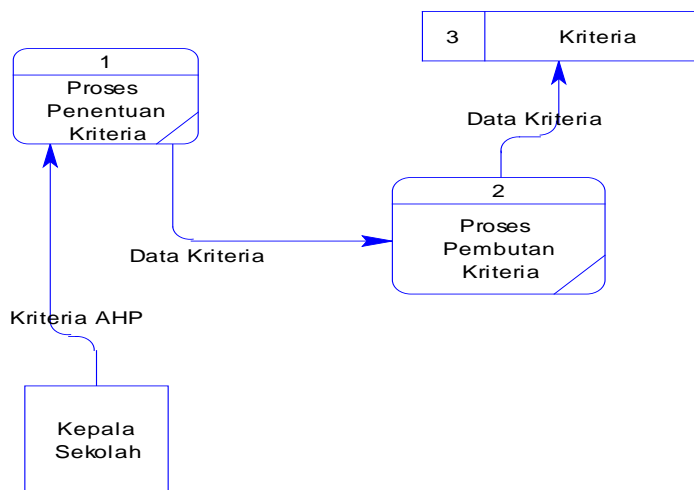 1
Proses
Penentuan
Kriteria
3
Kriteria
Data Kriteria
2
Proses
Pembutan
Kriteria
Data Kriteria
Kriteria AHP
Kepala
Sekolah